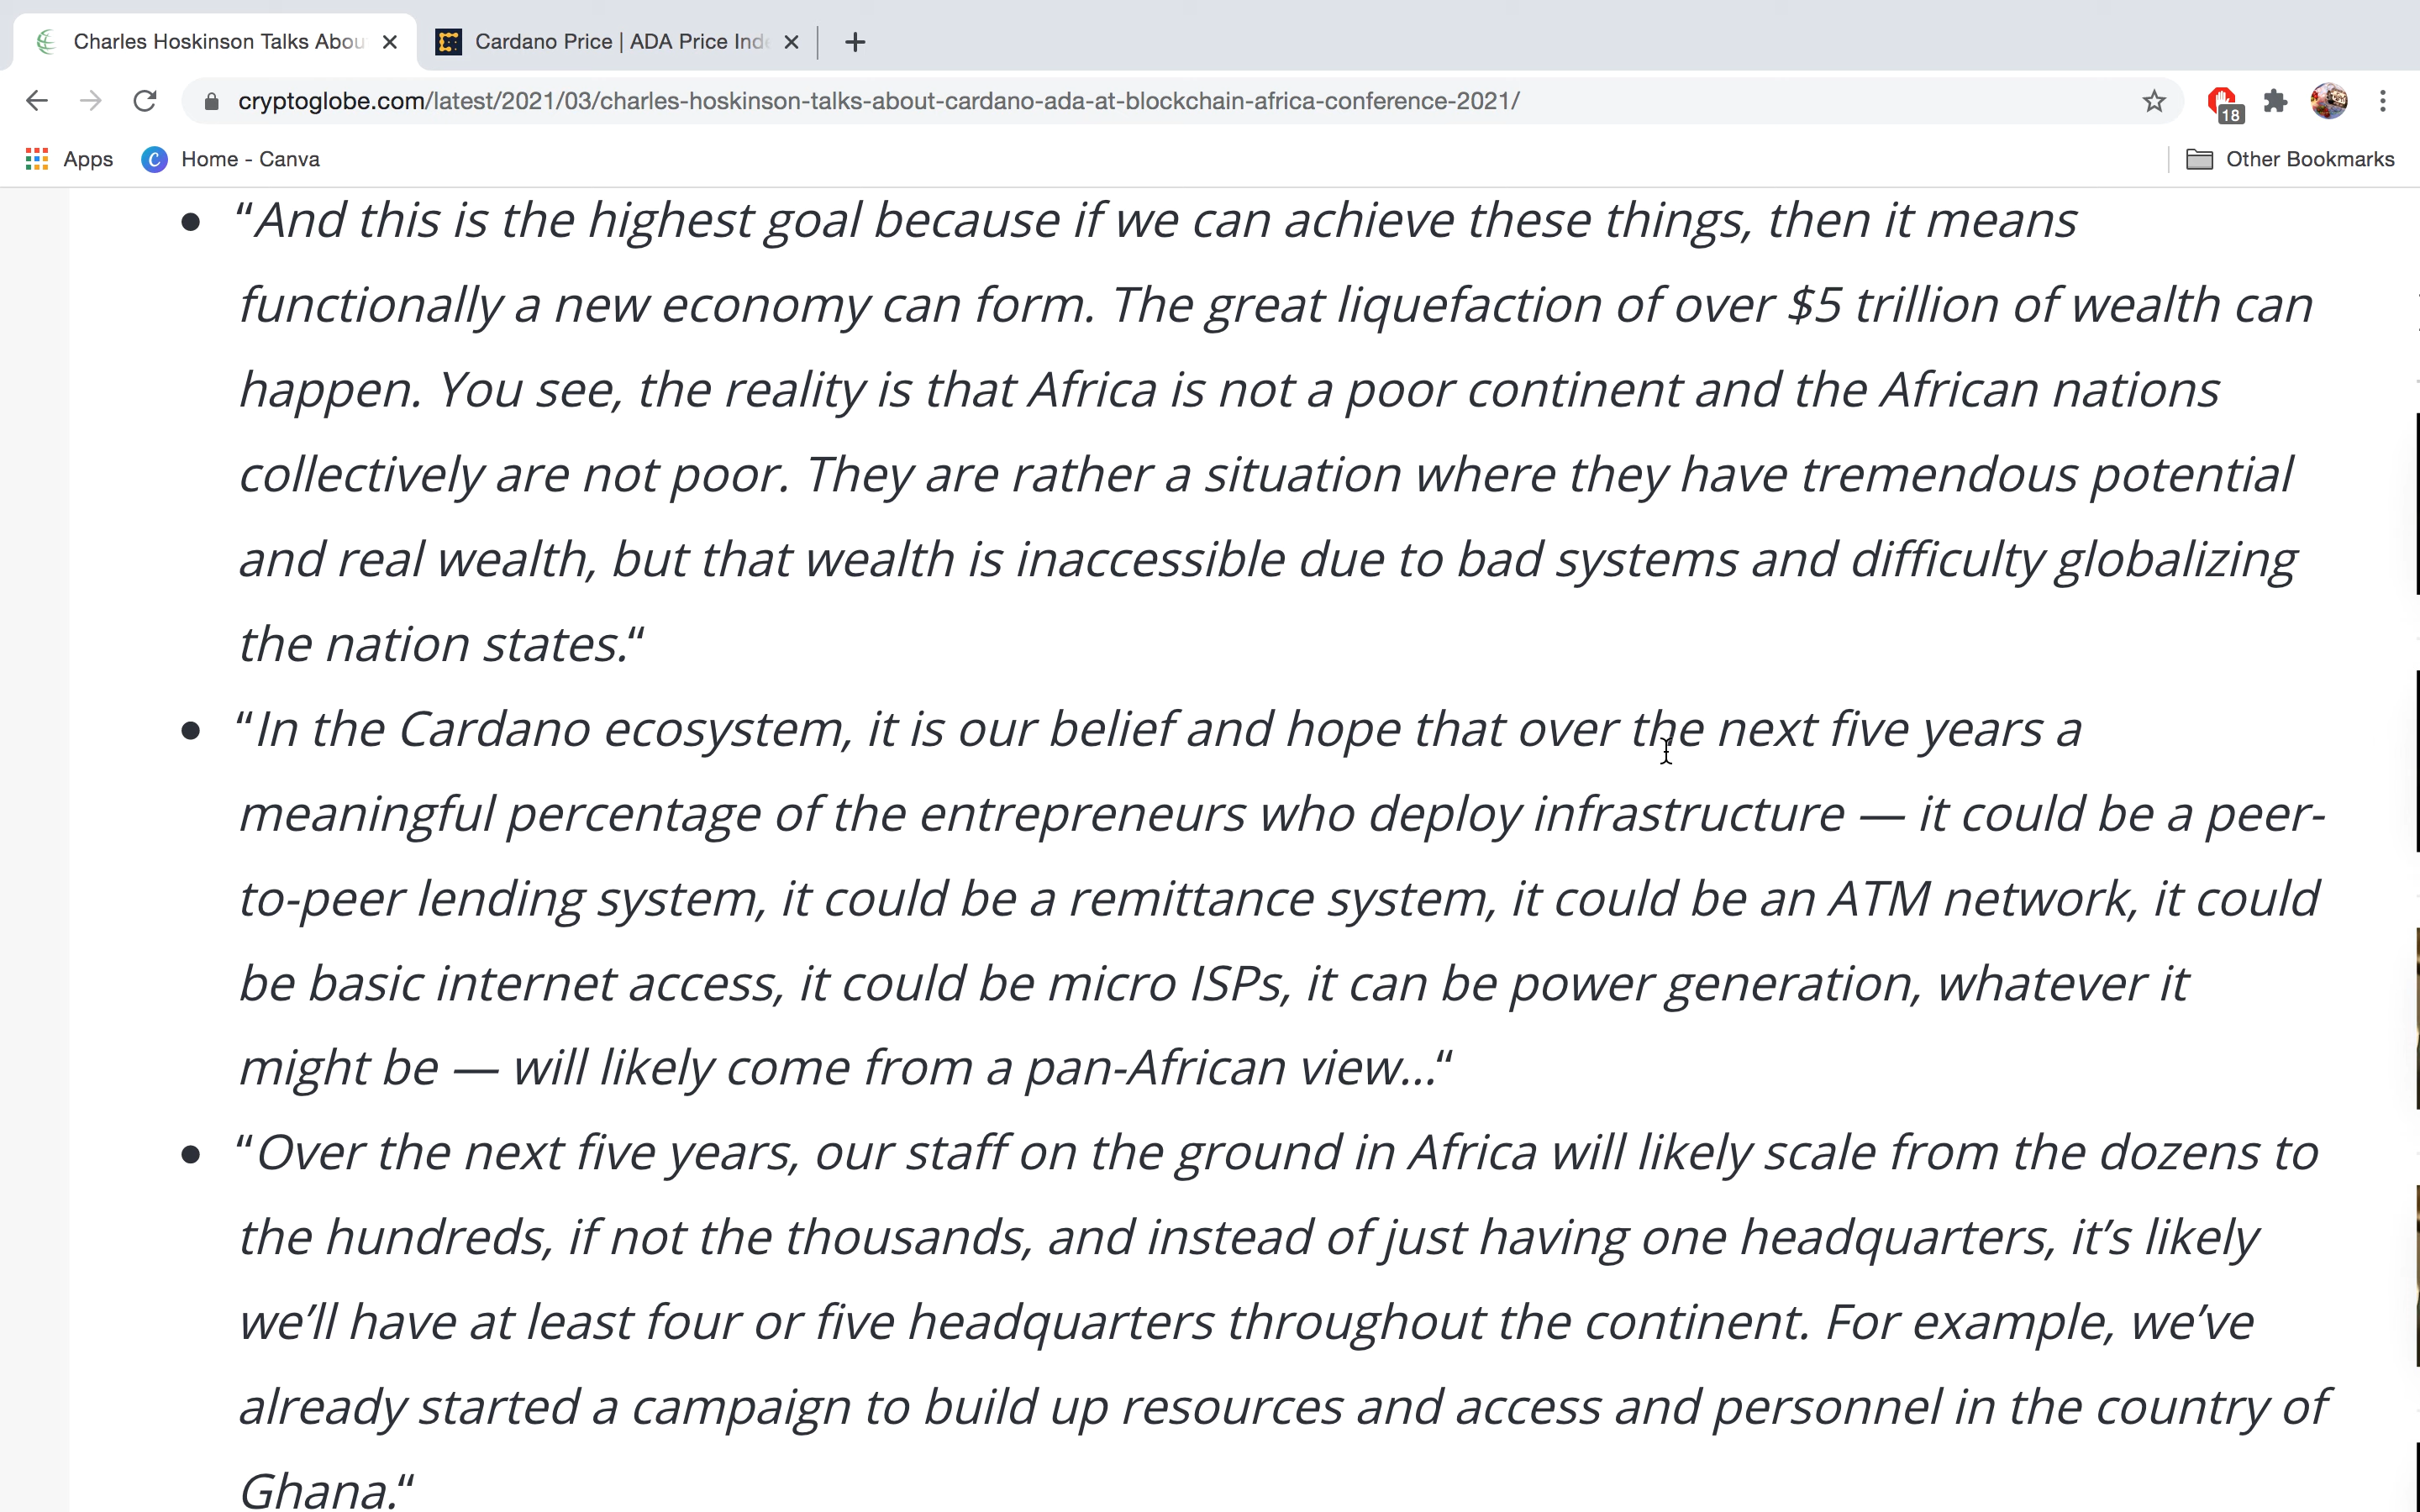 Charles Hoskinson Talks Abou
Cardano Price | ADA Price Ind
cryptoglobe.com/latest/2021/03/charles-hoskinson-talks-about-cardano-ada-at-blockchain-africa-conference-2021/
18
Apps
C
Home - Canva
Other Bookmarks
• “And this is the highest goal because if we can achieve these things, then it means
functionally a new economy can form. The great liquefaction of over $5 trillion of wealth can
happen. You see, the reality is that Africa is not a poor continent and the African nations
collectively are not poor. They are rather a situation where they have tremendous potential
and real wealth, but that wealth is inaccessible due to bad systems and difficulty globalizing
the nation states.“
• “In the Cardano ecosystem, it is our belief and hope that over the next five years a
meaningful percentage of the entrepreneurs who deploy infrastructure — it could be a peer-
to-peer lending system, it could be a remittance system, it could be an ATM network, it could
be basic internet access, it could be micro ISPs, it can be power generation, whatever it
might be — will likely come from a pan-African view…“
• “Over the next five years, our staff on the ground in Africa will likely scale from the dozens to
the hundreds, if not the thousands, and instead of just having one headquarters, it’s likely
we’ll have at least four or five headquarters throughout the continent. For example, we’ve
already started a campaign to build up resources and access and personnel in the country of
Ghana.“